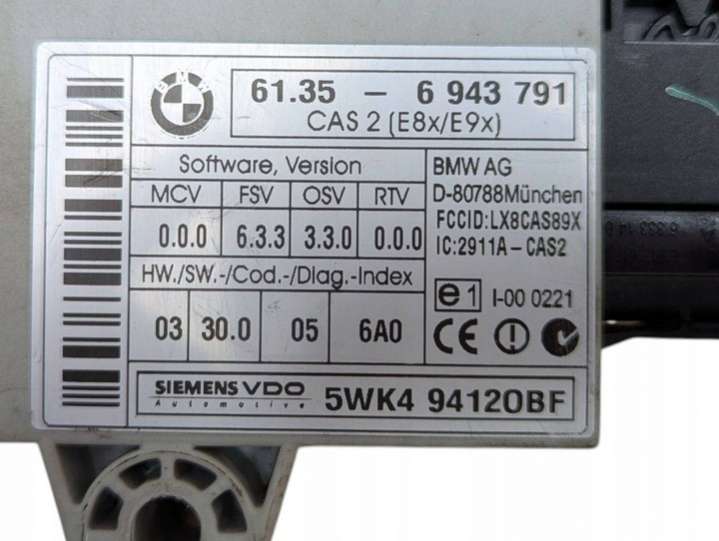 BMW
61.35 – 6 943 791
CAS 2 (E8x/E9x)
Software, Version
MCV FSV OSV RTV
0.0.0 6.3.3 3.3.0 0.0.0
HW./SW.-/Cod.-/Diag.-Index
03 30.0 05 6A0
BMW AG
D-80788München
FCCID:LX8CAS89X
IC:2911A-CAS2
e1 I-00 0221
CE
SIEMENS VDO
Automotive
5WK4 94120BF